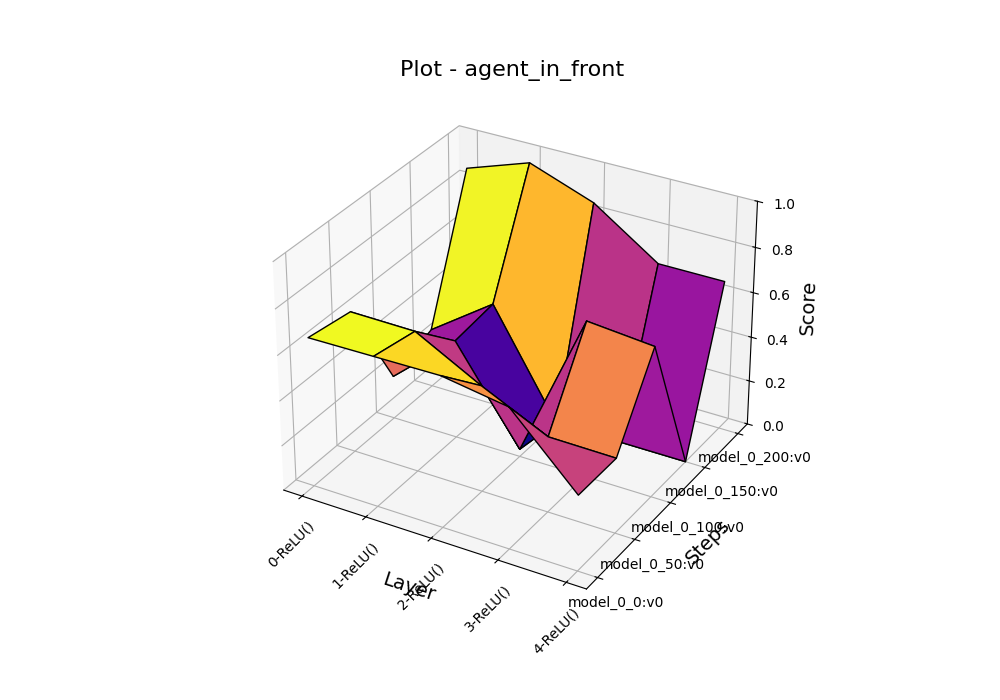 Plot - agent_in_front
1.0
0.8
0.6
0.4
0.2
0.0
Score
model_0_200:v0
model_0_150:v0
model_0_100:v0
model_0_50:v0
model_0_0:v0
Steps
0-ReLU()
1-ReLU()
2-ReLU()
3-ReLU()
4-ReLU()
Layer